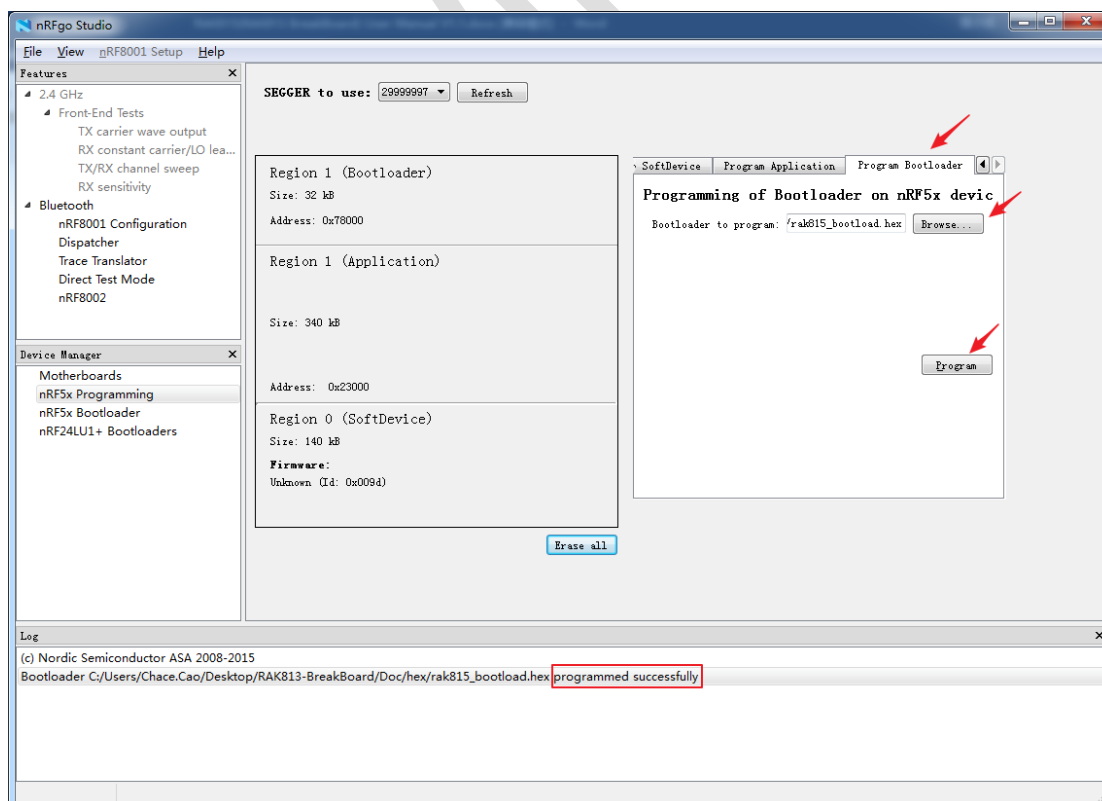 nRFgo Studio
File View nRF8001 Setup Help
Features
2.4 GHz
Front-End Tests
TX carrier wave output
RX constant carrier/LO lea...
TX/RX channel sweep
RX sensitivity
Bluetooth
nRF8001 Configuration
Dispatcher
Trace Translator
Direct Test Mode
nRF8002
Device Manager
Motherboards
nRF5x Programming
nRF5x Bootloader
nRF24LU1+ Bootloaders
SEGGER to use: 29999997 Refresh
Region 1 (Bootloader)
Size: 32 kB
Address: 0x78000
Region 1 (Application)
Size: 340 kB
Address: 0x23000
Region 0 (SoftDevice)
Size: 140 kB
Firmware:
Unknown (Id: 0x009d)
Erase all
SoftDevice Program Application Program Bootloader
Programming of Bootloader on nRF5x devic
Bootloader to program: /rak815_bootload.hex Browse...
Program
Log
(c) Nordic Semiconductor ASA 2008-2015
Bootloader C:/Users/Chace.Cao/Desktop/RAK813-BreakBoard/Doc/hex/rak815_bootload.hex programmed successfully